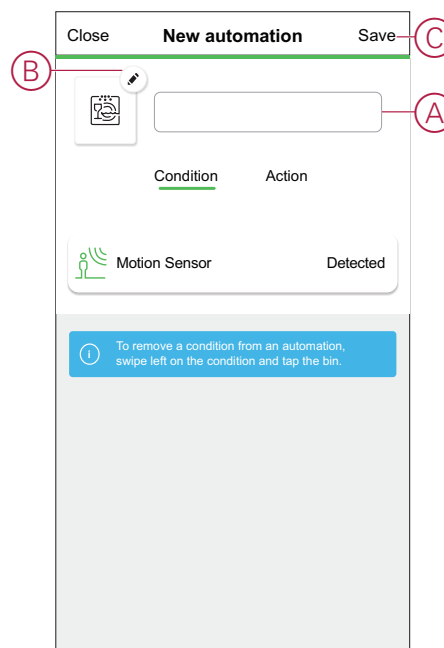 Close New automation Save C
B
A
Condition Action
Motion Sensor Detected
i To remove a condition from an automation,
swipe left on the condition and tap the bin.